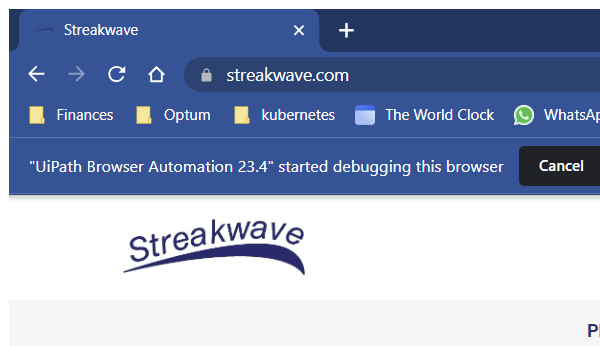 Streakwave
streakwave.com
Finances Optum kubernetes The World Clock
"UiPath Browser Automation 23.4" started debugging this browser Cancel
Streakwave